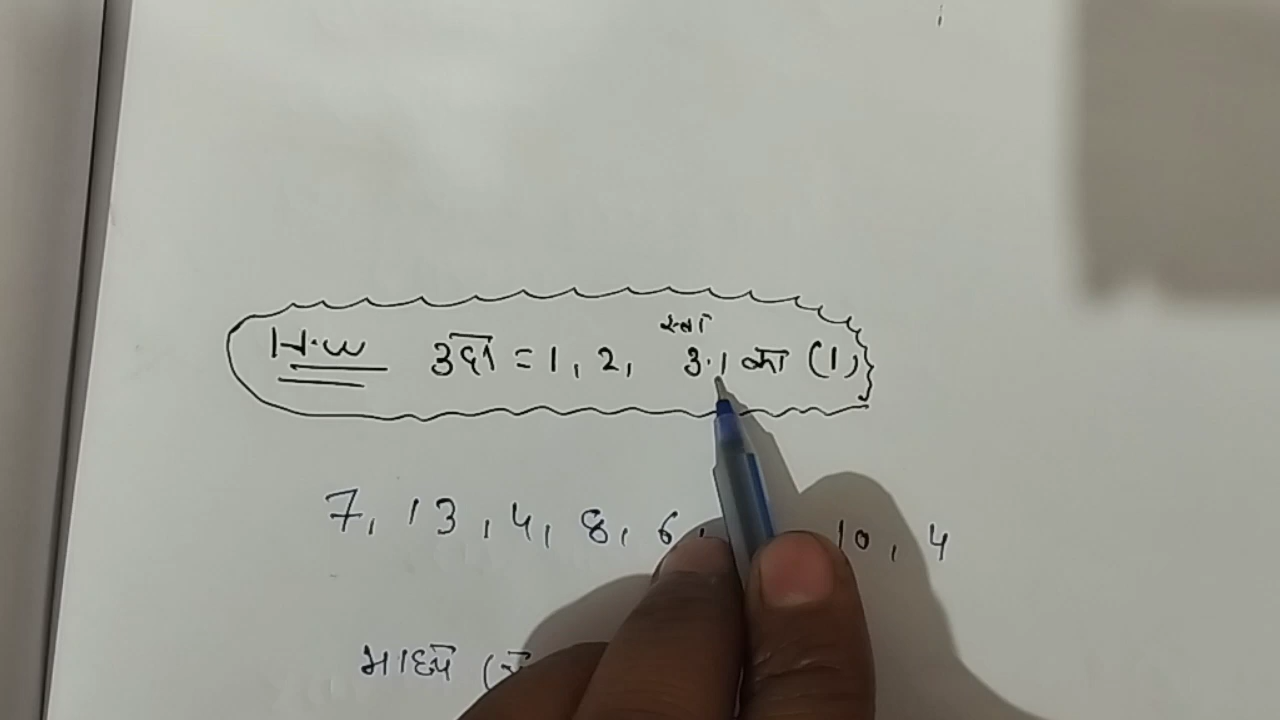 H.W उदा = 1, 2, स्वा 3.1 का (1)
7, 13, 4, 8, 6, 10, 4
माध्य (